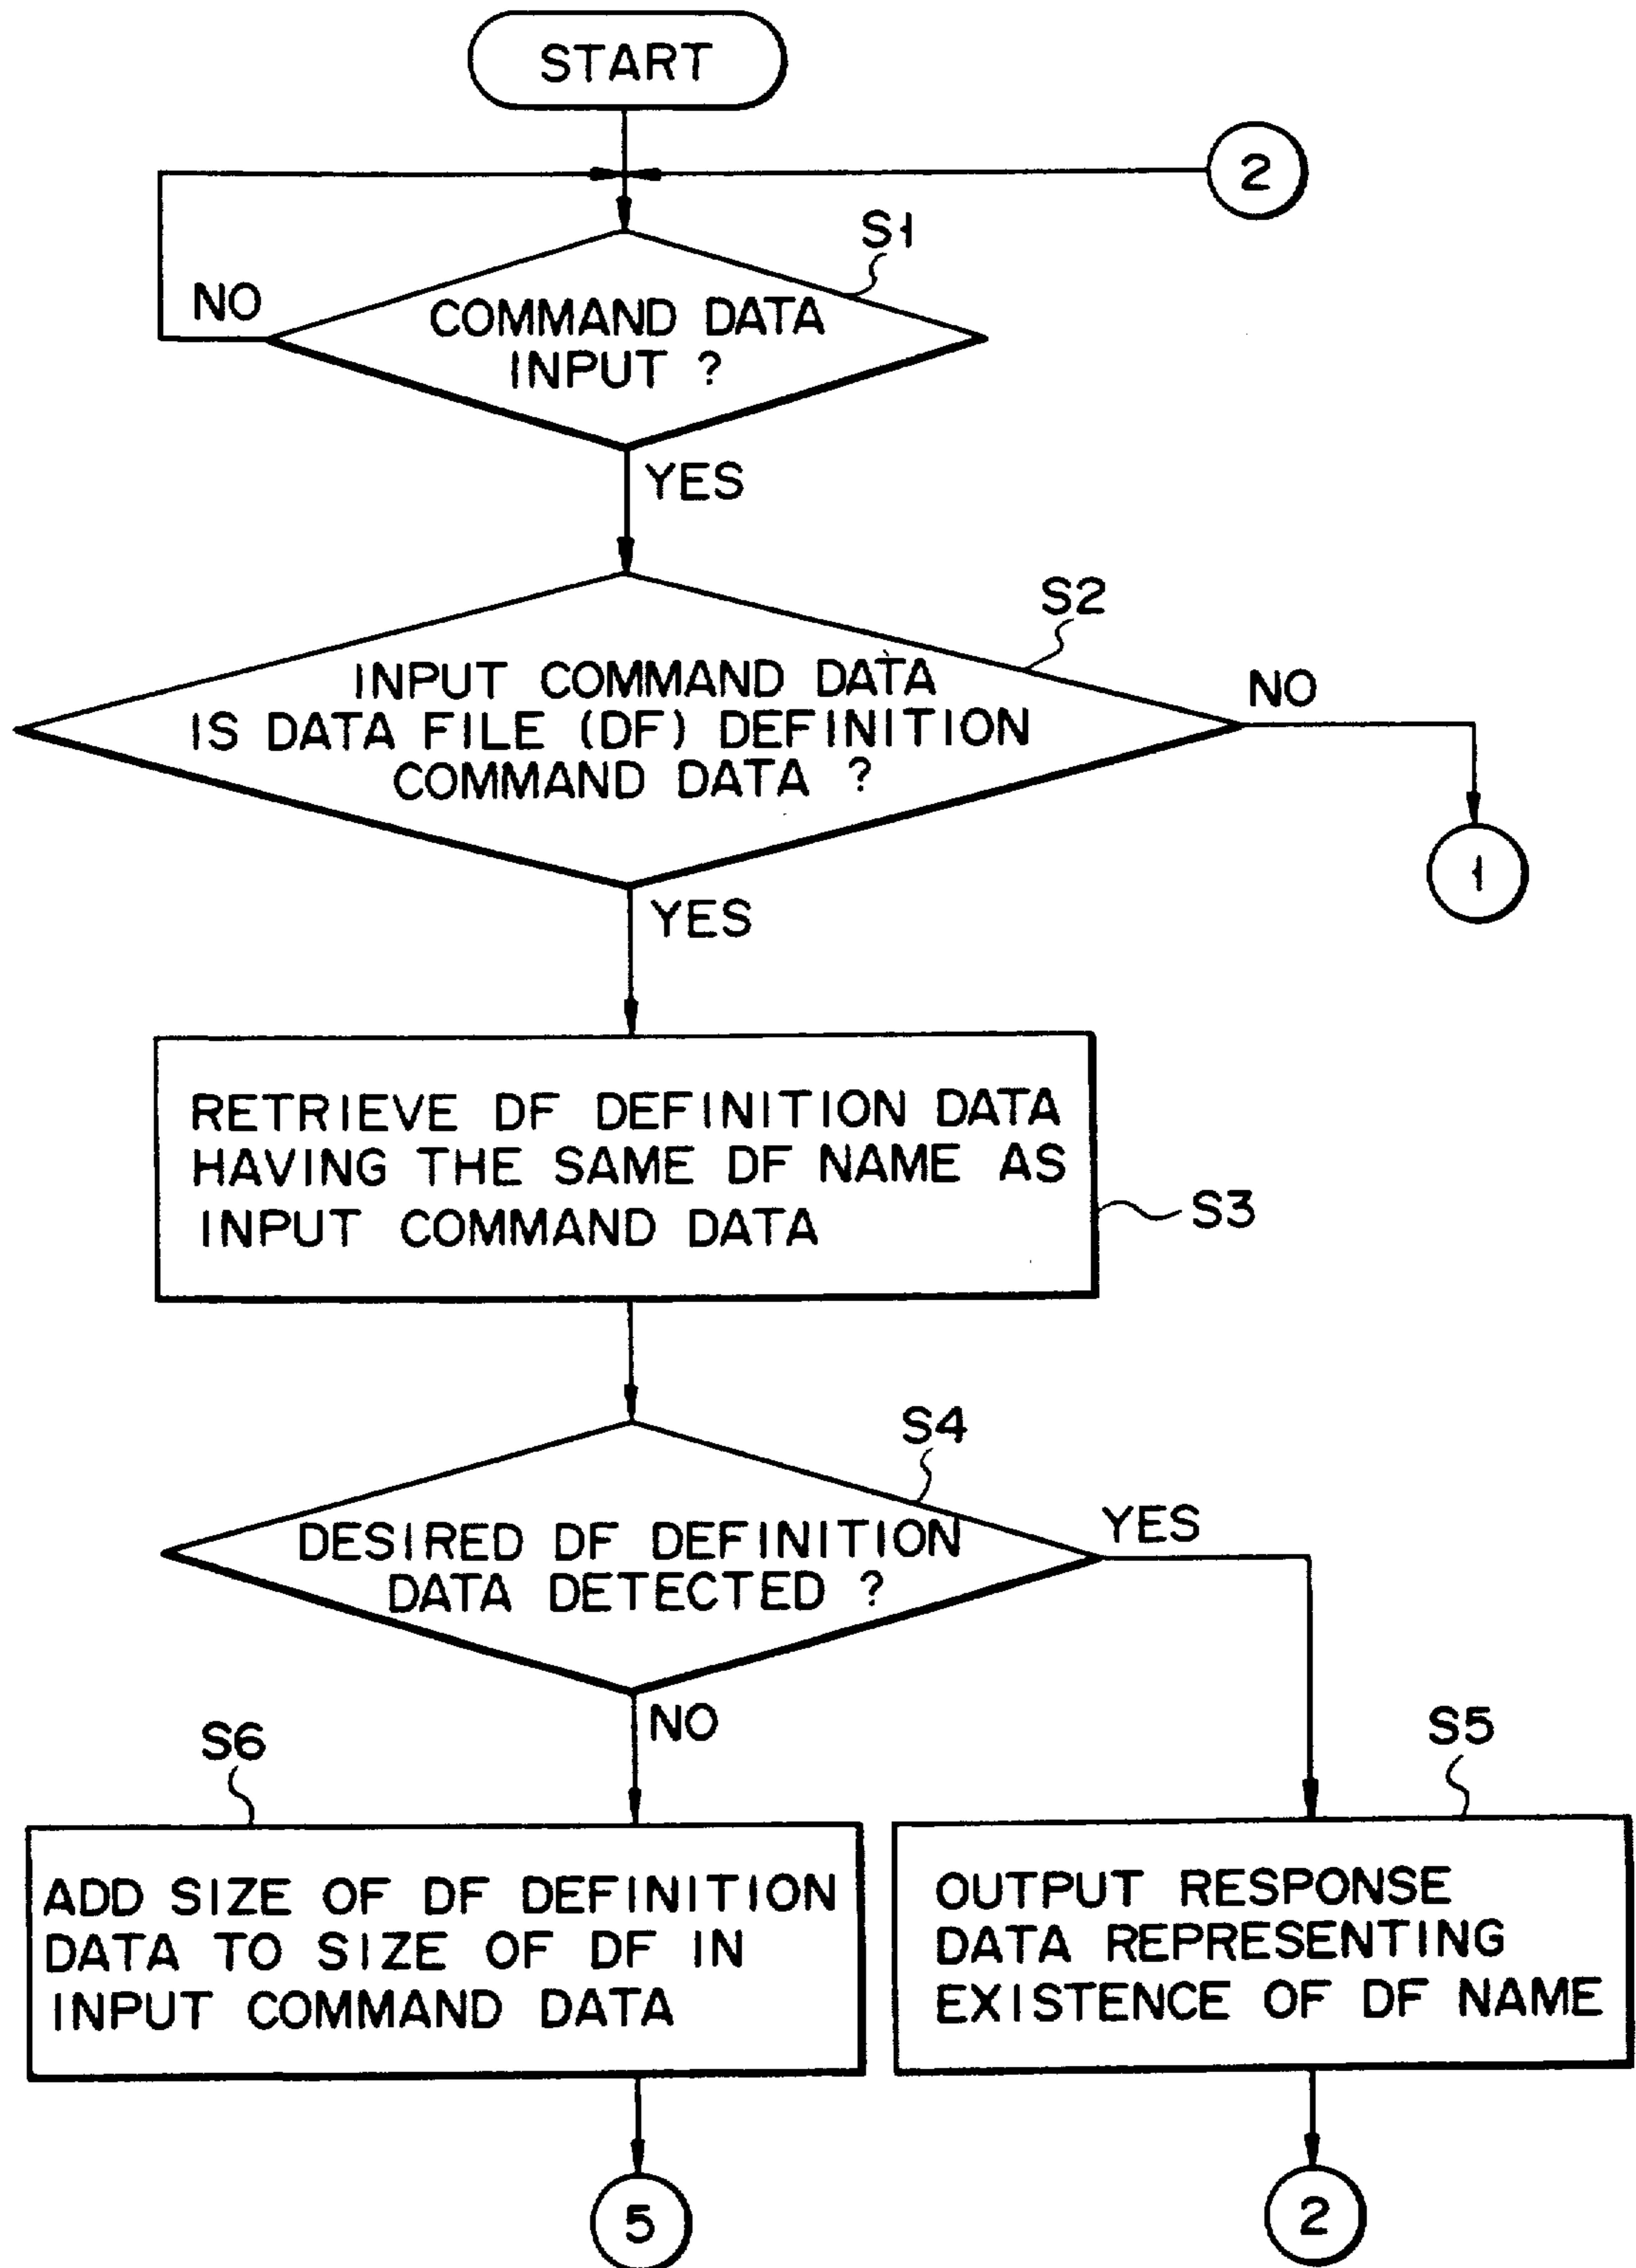 START
2
S1
NO
COMMAND DATA
INPUT ?
YES
S2
INPUT COMMAND DATA
IS DATA FILE (DF) DEFINITION
COMMAND DATA ?
NO
1
YES
RETRIEVE DF DEFINITION DATA
HAVING THE SAME DF NAME AS
INPUT COMMAND DATA
S3
S4
DESIRED DF DEFINITION
DATA DETECTED ?
YES
NO
S6
S5
ADD SIZE OF DF DEFINITION
DATA TO SIZE OF DF IN
INPUT COMMAND DATA
OUTPUT RESPONSE
DATA REPRESENTING
EXISTENCE OF DF NAME
5
2